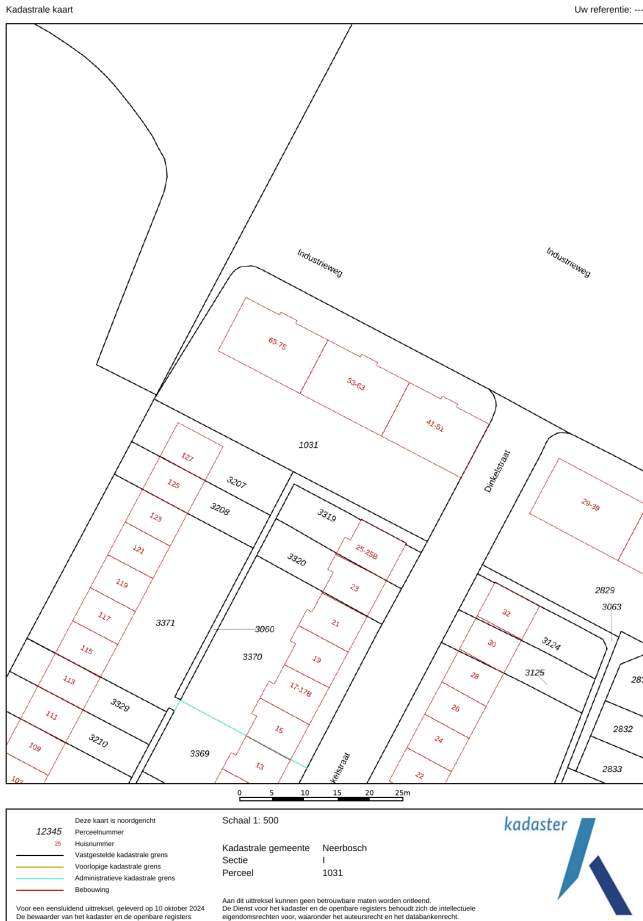 Kadastrale kaart
Uw referentie: ---
Industrieweg
Industrieweg
65-75
53-63
41-51
1031
Dinkelstraat
29-39
127
3207
125
3208
123
3319
25-25B
3320
23
121
119
117
3371
3060
3370
21
19
17-17B
15
115
113
3329
111
3210
109
3369
13
2829
3063
32
3124
30
3125
28
26
24
22
2832
2833
0 5 10 15 20 25m
Deze kaart is noordgericht
12345 Perceelnummer
25 Huisnummer
Vastgestelde kadastrale grens
Voorlopige kadastrale grens
Administratieve kadastrale grens
Bebouwing
Voor een eensluidend uittreksel, geleverd op 10 oktober 2024
De bewaarder van het kadaster en de openbare registers
Schaal 1: 500
Kadastrale gemeente Neerbosch
Sectie I
Perceel 1031
Aan dit uittreksel kunnen geen betrouwbare maten worden ontleend.
De Dienst voor het kadaster en de openbare registers behoudt zich de intellectuele
eigendomsrechten voor, waaronder het auteursrecht en het databankenrecht.
kadaster